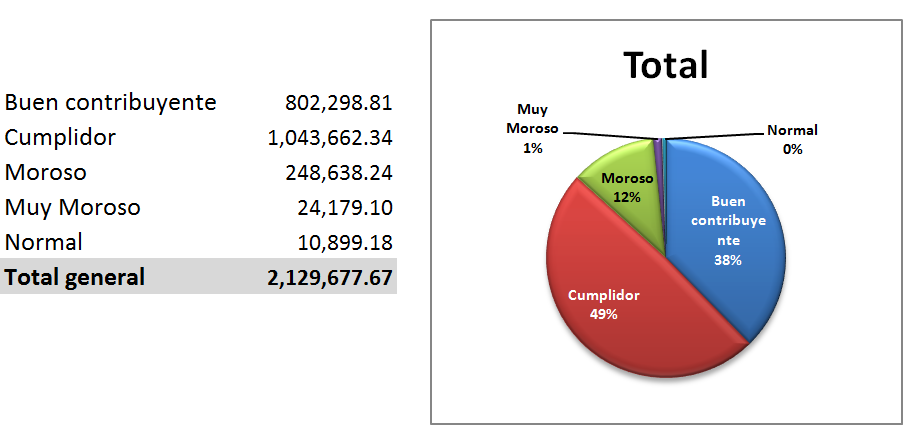 Buen contribuyente 802,298.81
Cumplidor 1,043,662.34
Moroso 248,638.24
Muy Moroso 24,179.10
Normal 10,899.18
Total general 2,129,677.67
Total
Muy
Moroso
1%
Normal
0%
Moroso
12%
Buen
contribuye
nte
38%
Cumplidor
49%